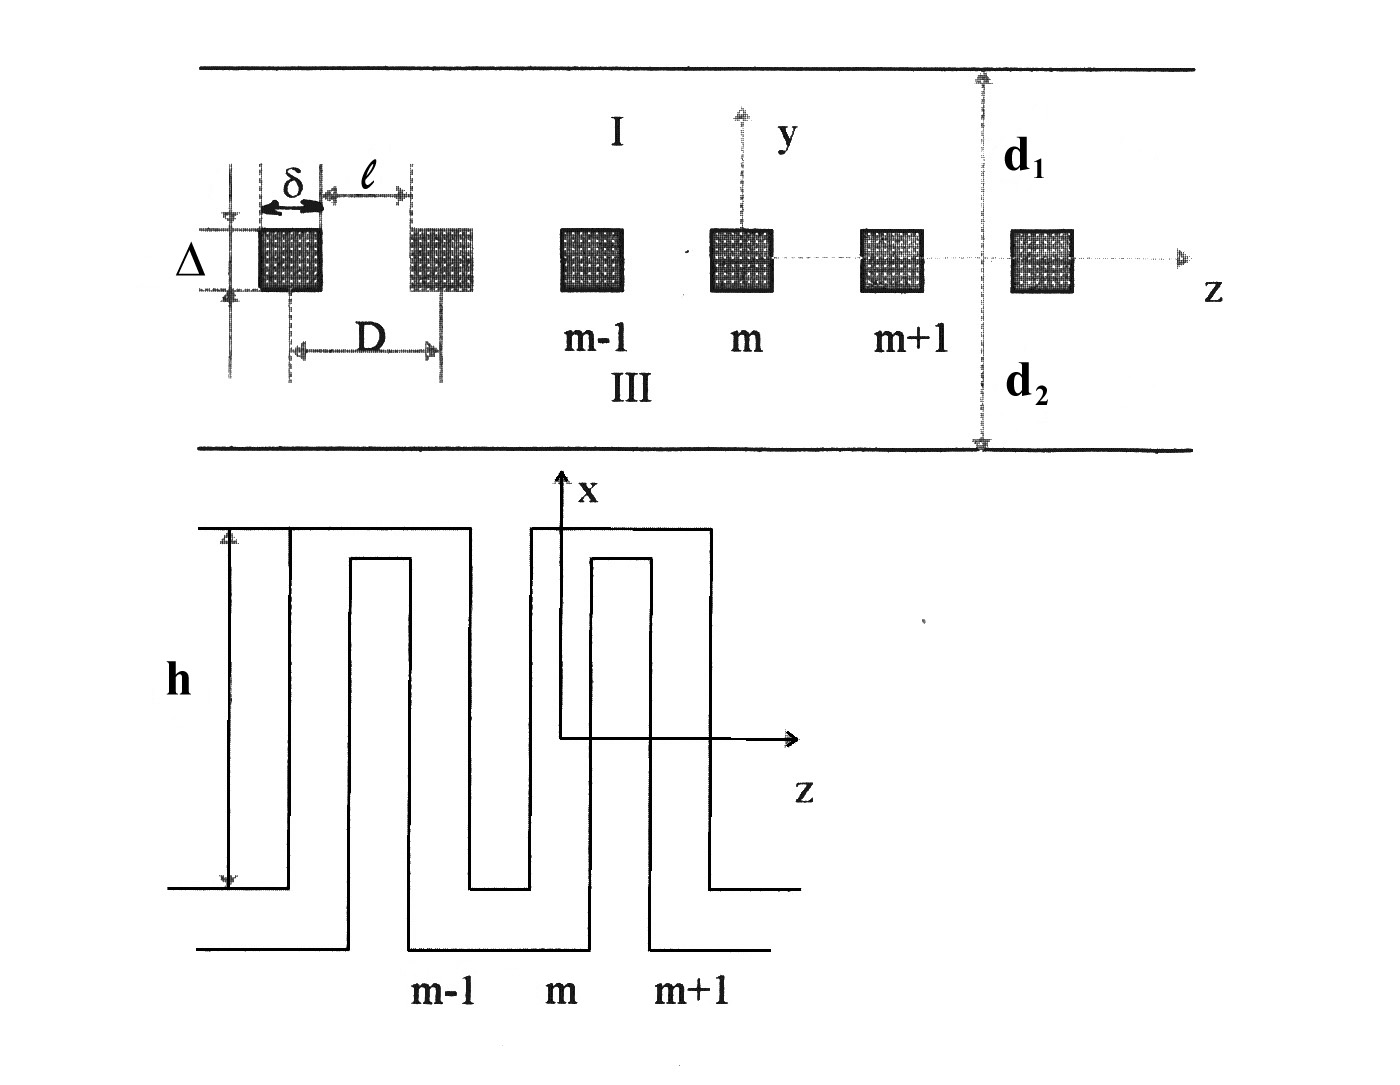 I
y
d₁
δ
ℓ
Δ
z
D
m-1
m
m+1
III
d₂
x
h
z
m-1
m
m+1